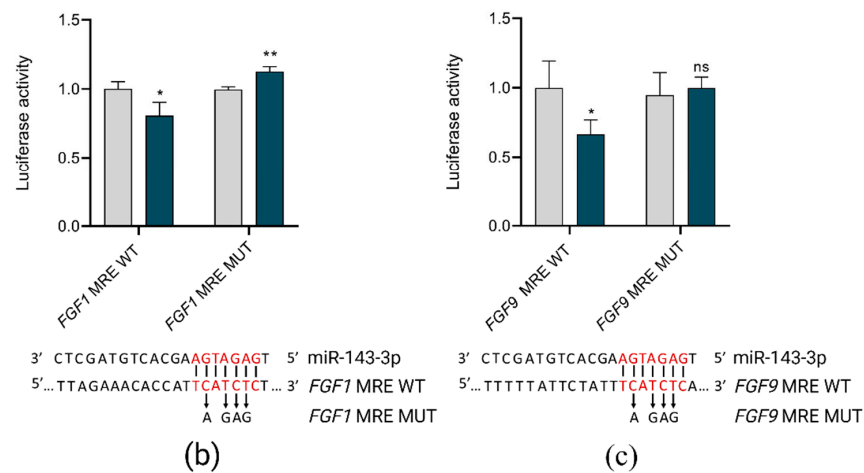 1.5
**
*
1.0
Luciferase activity
0.5
0.0
FGF1 MRE WT
FGF1 MRE MUT
3′ CTCGATGTCACGAAGTAGAGT 5′ miR-143-3p
5′...TTAGAAACACCATTCATCTCT... 3′ FGF1 MRE WT
A GAG FGF1 MRE MUT
(b)
1.5
ns
*
1.0
Luciferase activity
0.5
0.0
FGF9 MRE WT
FGF9 MRE MUT
3′ CTCGATGTCACGAAGTAGAGT 5′ miR-143-3p
5′...TTTTTATTCTATTTCATCTCA... 3′ FGF9 MRE WT
A GAG FGF9 MRE MUT
(c)